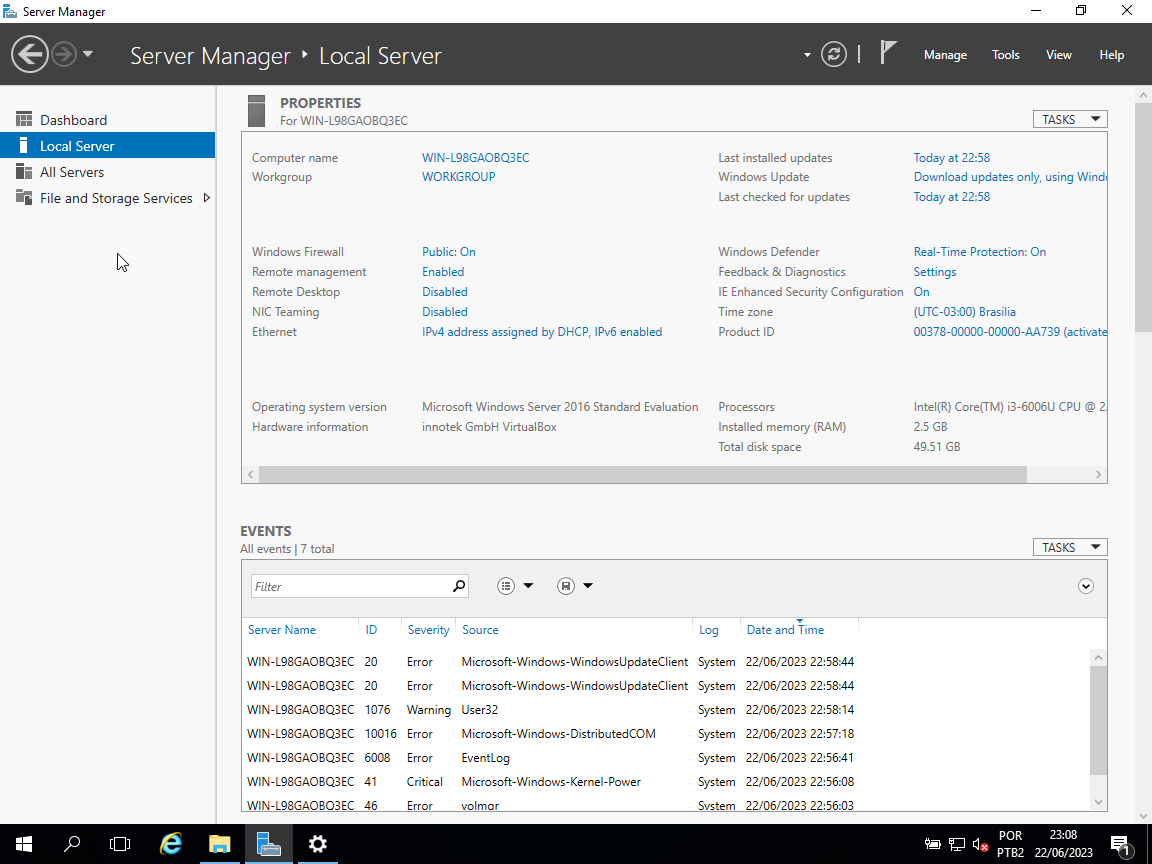 Server Manager
Server Manager Local Server
Manage Tools View Help
Dashboard
Local Server
All Servers
File and Storage Services
PROPERTIES
For WIN-L98GAOBQ3EC
TASKS
Computer name WIN-L98GAOBQ3EC Last installed updates Today at 22:58
Workgroup WORKGROUP Windows Update Download updates only, using Windo
Last checked for updates Today at 22:58
Windows Firewall Public: On Windows Defender Real-Time Protection: On
Remote management Enabled Feedback & Diagnostics Settings
Remote Desktop Disabled IE Enhanced Security Configuration On
NIC Teaming Disabled Time zone (UTC-03:00) Brasilia
Ethernet IPv4 address assigned by DHCP, IPv6 enabled Product ID 00378-00000-00000-AA739 (activate
Operating system version Microsoft Windows Server 2016 Standard Evaluation Processors Intel(R) Core(TM) i3-6006U CPU @ 2.
Hardware information innotek GmbH VirtualBox Installed memory (RAM) 2.5 GB
Total disk space 49.51 GB
EVENTS
All events | 7 total
TASKS
Filter
Server Name ID Severity Source Log Date and Time
WIN-L98GAOBQ3EC 20 Error Microsoft-Windows-WindowsUpdateClient System 22/06/2023 22:58:44
WIN-L98GAOBQ3EC 20 Error Microsoft-Windows-WindowsUpdateClient System 22/06/2023 22:58:44
WIN-L98GAOBQ3EC 1076 Warning User32 System 22/06/2023 22:58:14
WIN-L98GAOBQ3EC 10016 Error Microsoft-Windows-DistributedCOM System 22/06/2023 22:57:18
WIN-L98GAOBQ3EC 6008 Error EventLog System 22/06/2023 22:56:41
WIN-L98GAOBQ3EC 41 Critical Microsoft-Windows-Kernel-Power System 22/06/2023 22:56:08
WIN-L98GAOBQ3EC 46 Error volmgr System 22/06/2023 22:56:03
POR 23:08
PTB2 22/06/2023 1